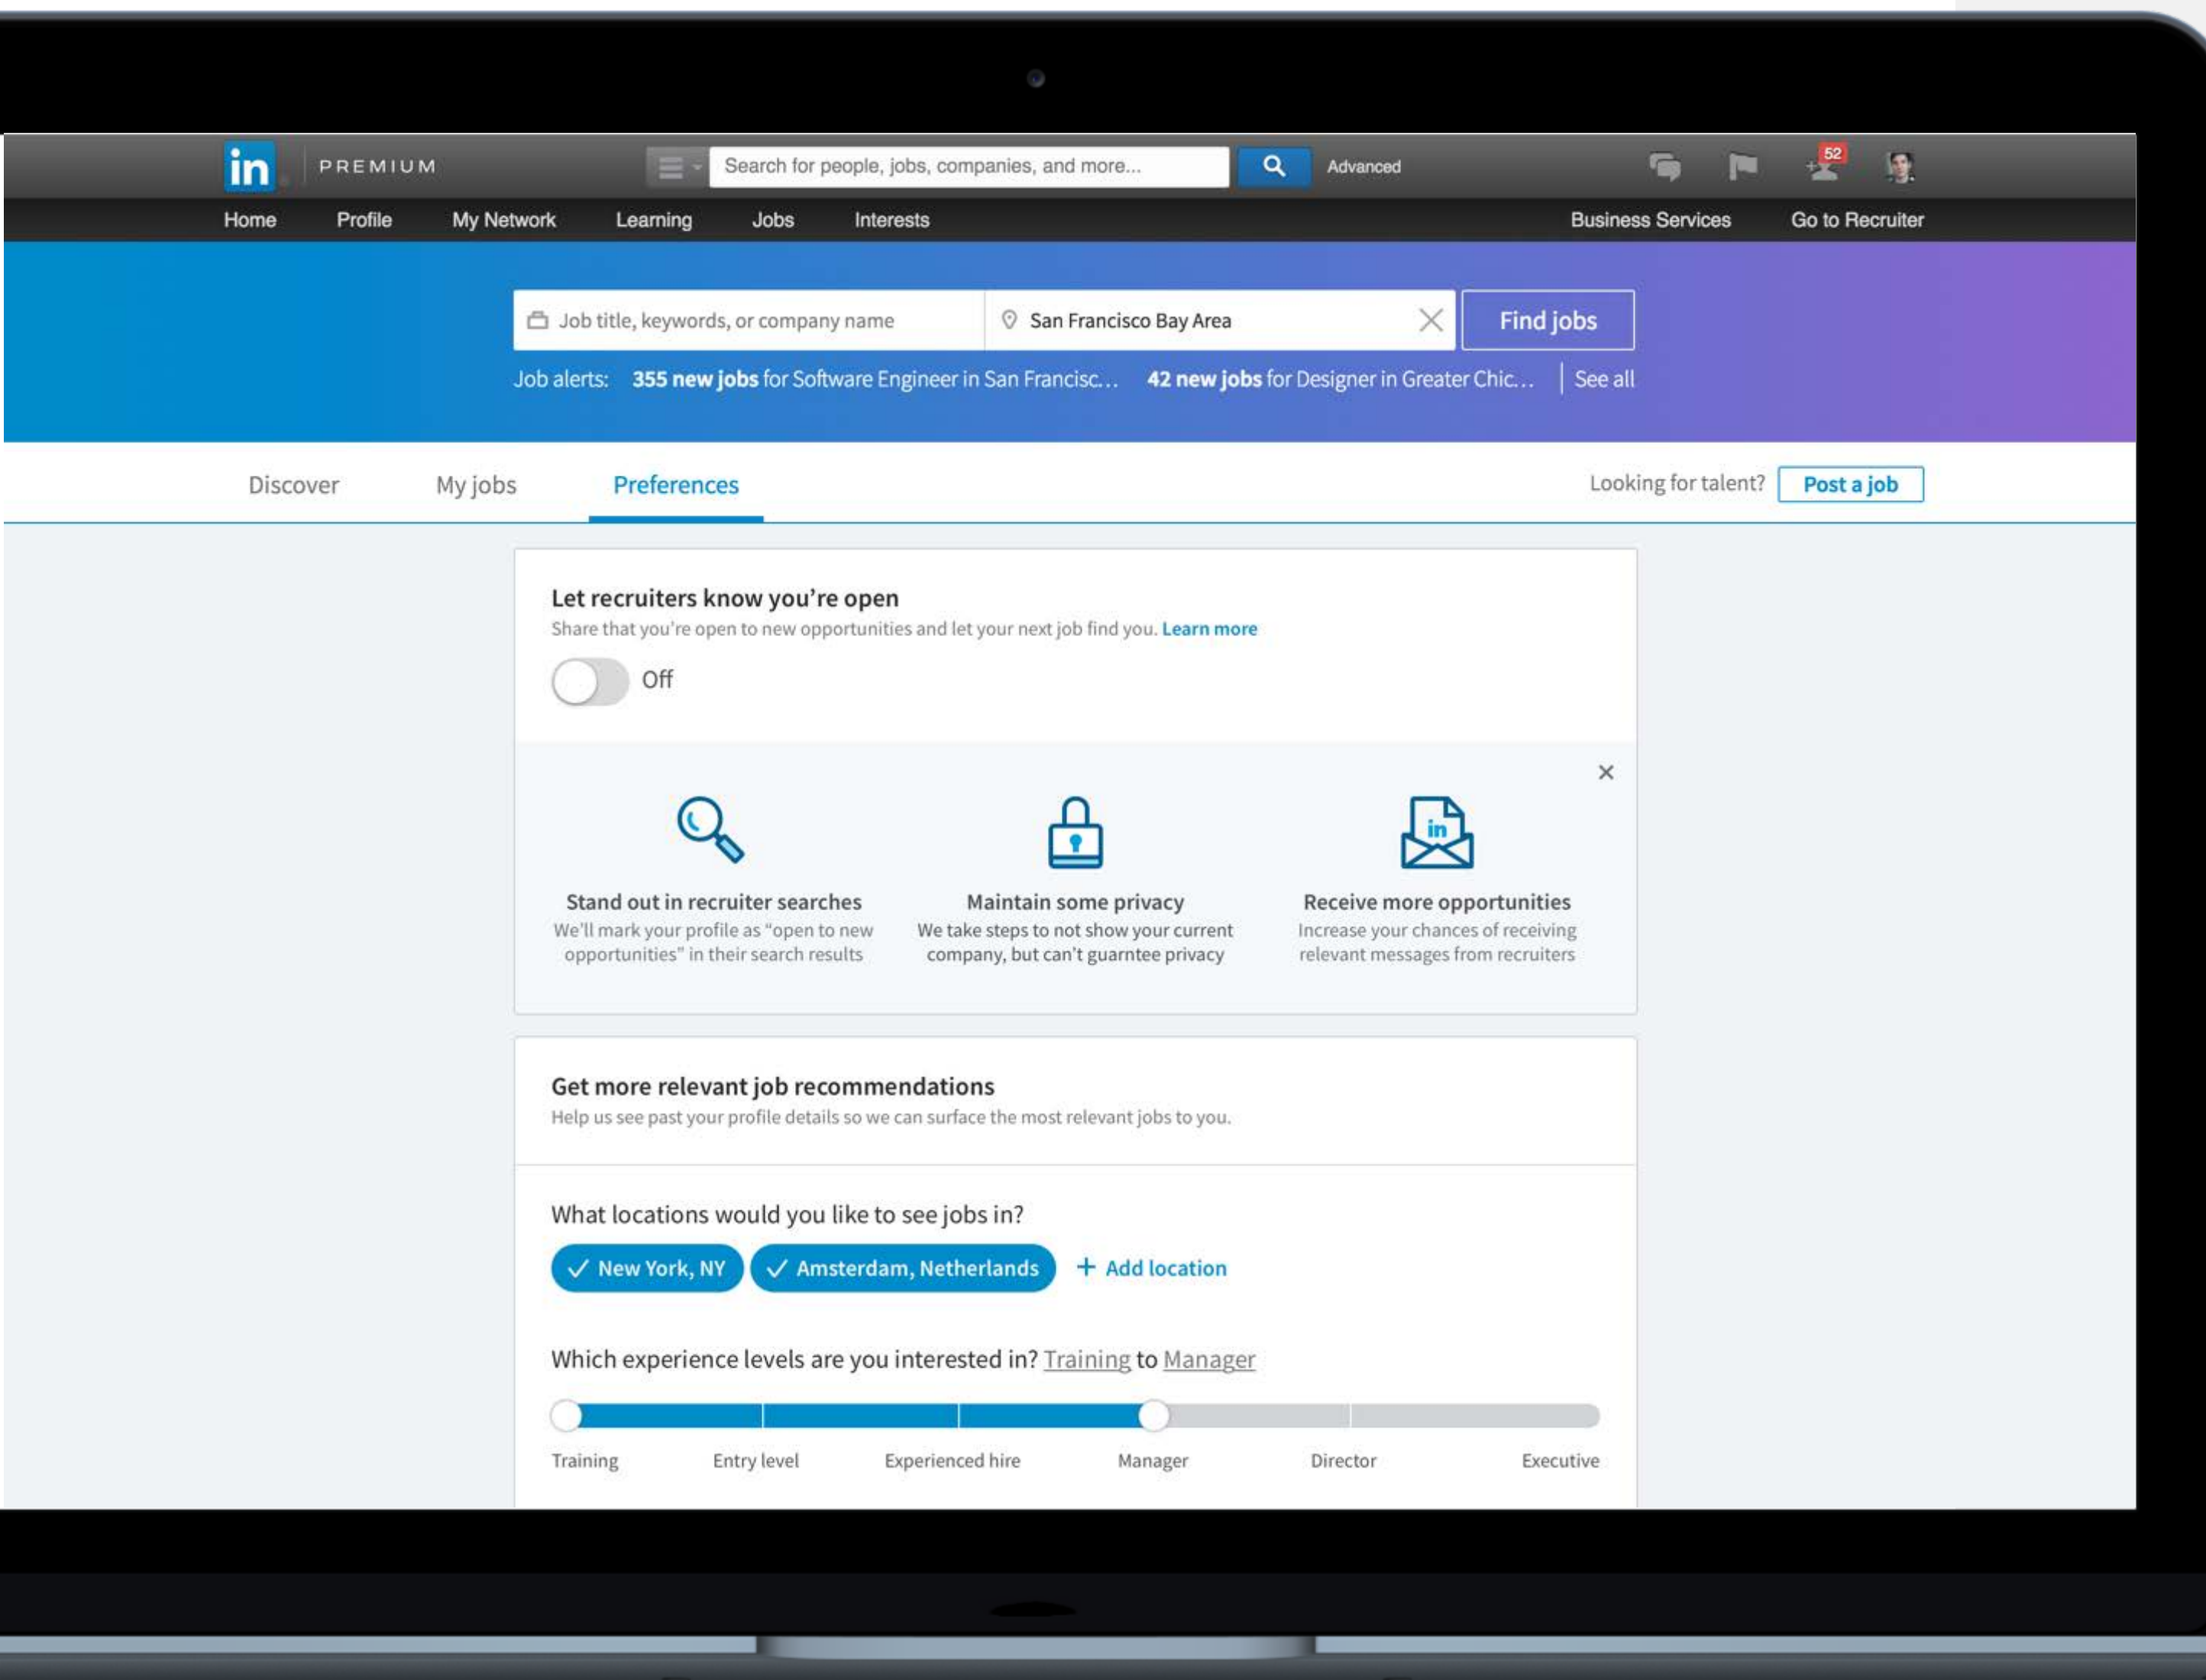 in PREMIUM Search for people, jobs, companies, and more... Advanced 52
Home Profile My Network Learning Jobs Interests Business Services Go to Recruiter
Job title, keywords, or company name San Francisco Bay Area Find jobs
Job alerts: 355 new jobs for Software Engineer in San Francisc... 42 new jobs for Designer in Greater Chic... See all
Discover My jobs Preferences Looking for talent? Post a job
Let recruiters know you're open
Share that you're open to new opportunities and let your next job find you. Learn more
Off
in
Stand out in recruiter searches
We'll mark your profile as "open to new
opportunities" in their search results
Maintain some privacy
We take steps to not show your current
company, but can't guarntee privacy
Receive more opportunities
Increase your chances of receiving
relevant messages from recruiters
Get more relevant job recommendations
Help us see past your profile details so we can surface the most relevant jobs to you.
What locations would you like to see jobs in?
New York, NY Amsterdam, Netherlands + Add location
Which experience levels are you interested in? Training to Manager
Training Entry level Experienced hire Manager Director Executive